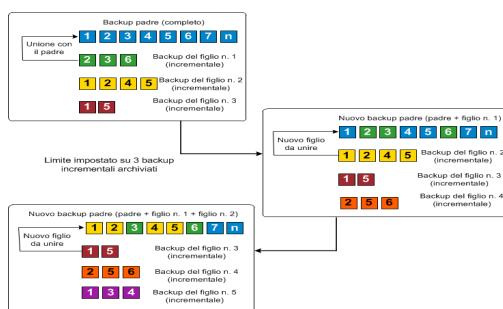 Backup padre (completo)
1 2 3 4 5 6 7 n
Unione con
il padre
2 3 6
Backup del figlio n. 1
(incrementale)
1 2 4 5
Backup del figlio n. 2
(incrementale)
1 5
Backup del figlio n. 3
(incrementale)
Limite impostato su 3 backup
incrementali archiviati
Nuovo backup padre (padre + figlio n. 1)
1 2 3 4 5 6 7 n
Nuovo figlio
da unire
1 2 4 5
Backup del figlio n. 2
(incrementale)
1 5
Backup del figlio n. 3
(incrementale)
2 5 6
Backup del figlio n. 4
(incrementale)
Nuovo backup padre (padre + figlio n. 1 + figlio n. 2)
1 2 3 4 5 6 7 n
Nuovo figlio
da unire
1 5
Backup del figlio n. 3
(incrementale)
2 5 6
Backup del figlio n. 4
(incrementale)
1 3 4
Backup del figlio n. 5
(incrementale)